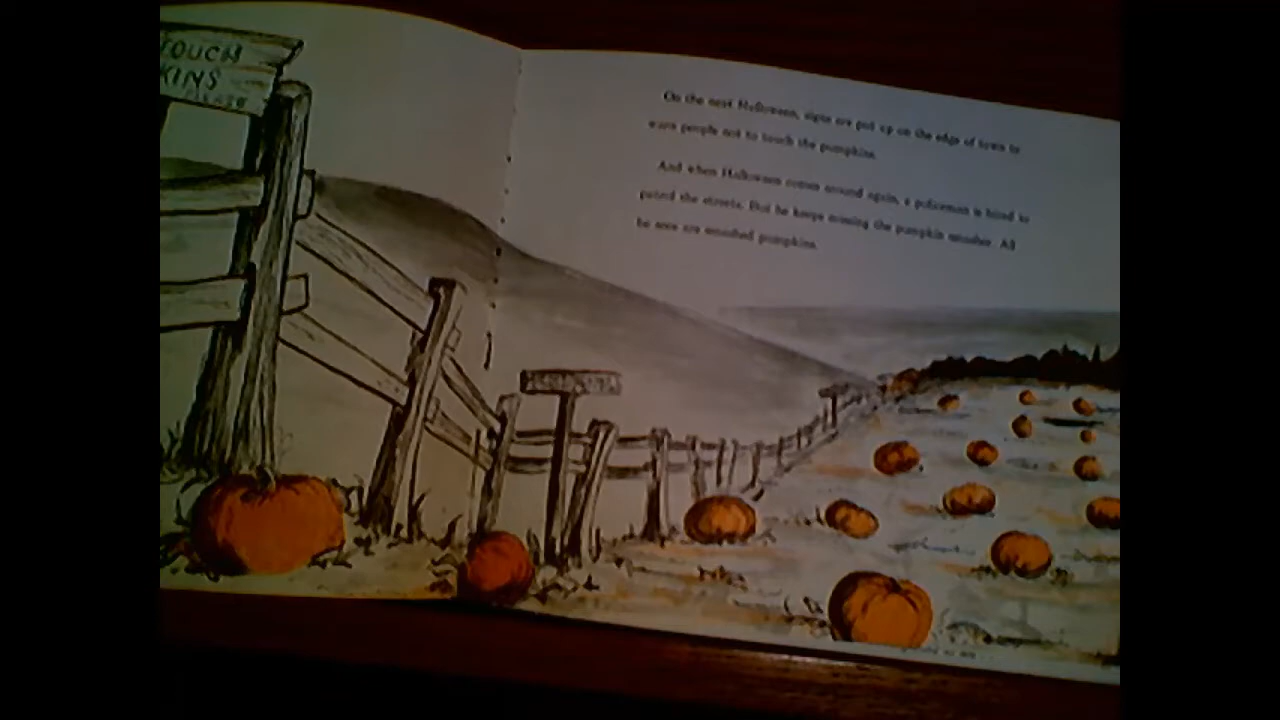 TOUCH
KINS
PLEASE
On the next Halloween, signs are put up on the edge of town to
warn people not to touch the pumpkins.
And when Halloween comes around again, a policeman is hired to
patrol the streets. But he keeps missing the pumpkin smasher. All
he sees are smashed pumpkins.